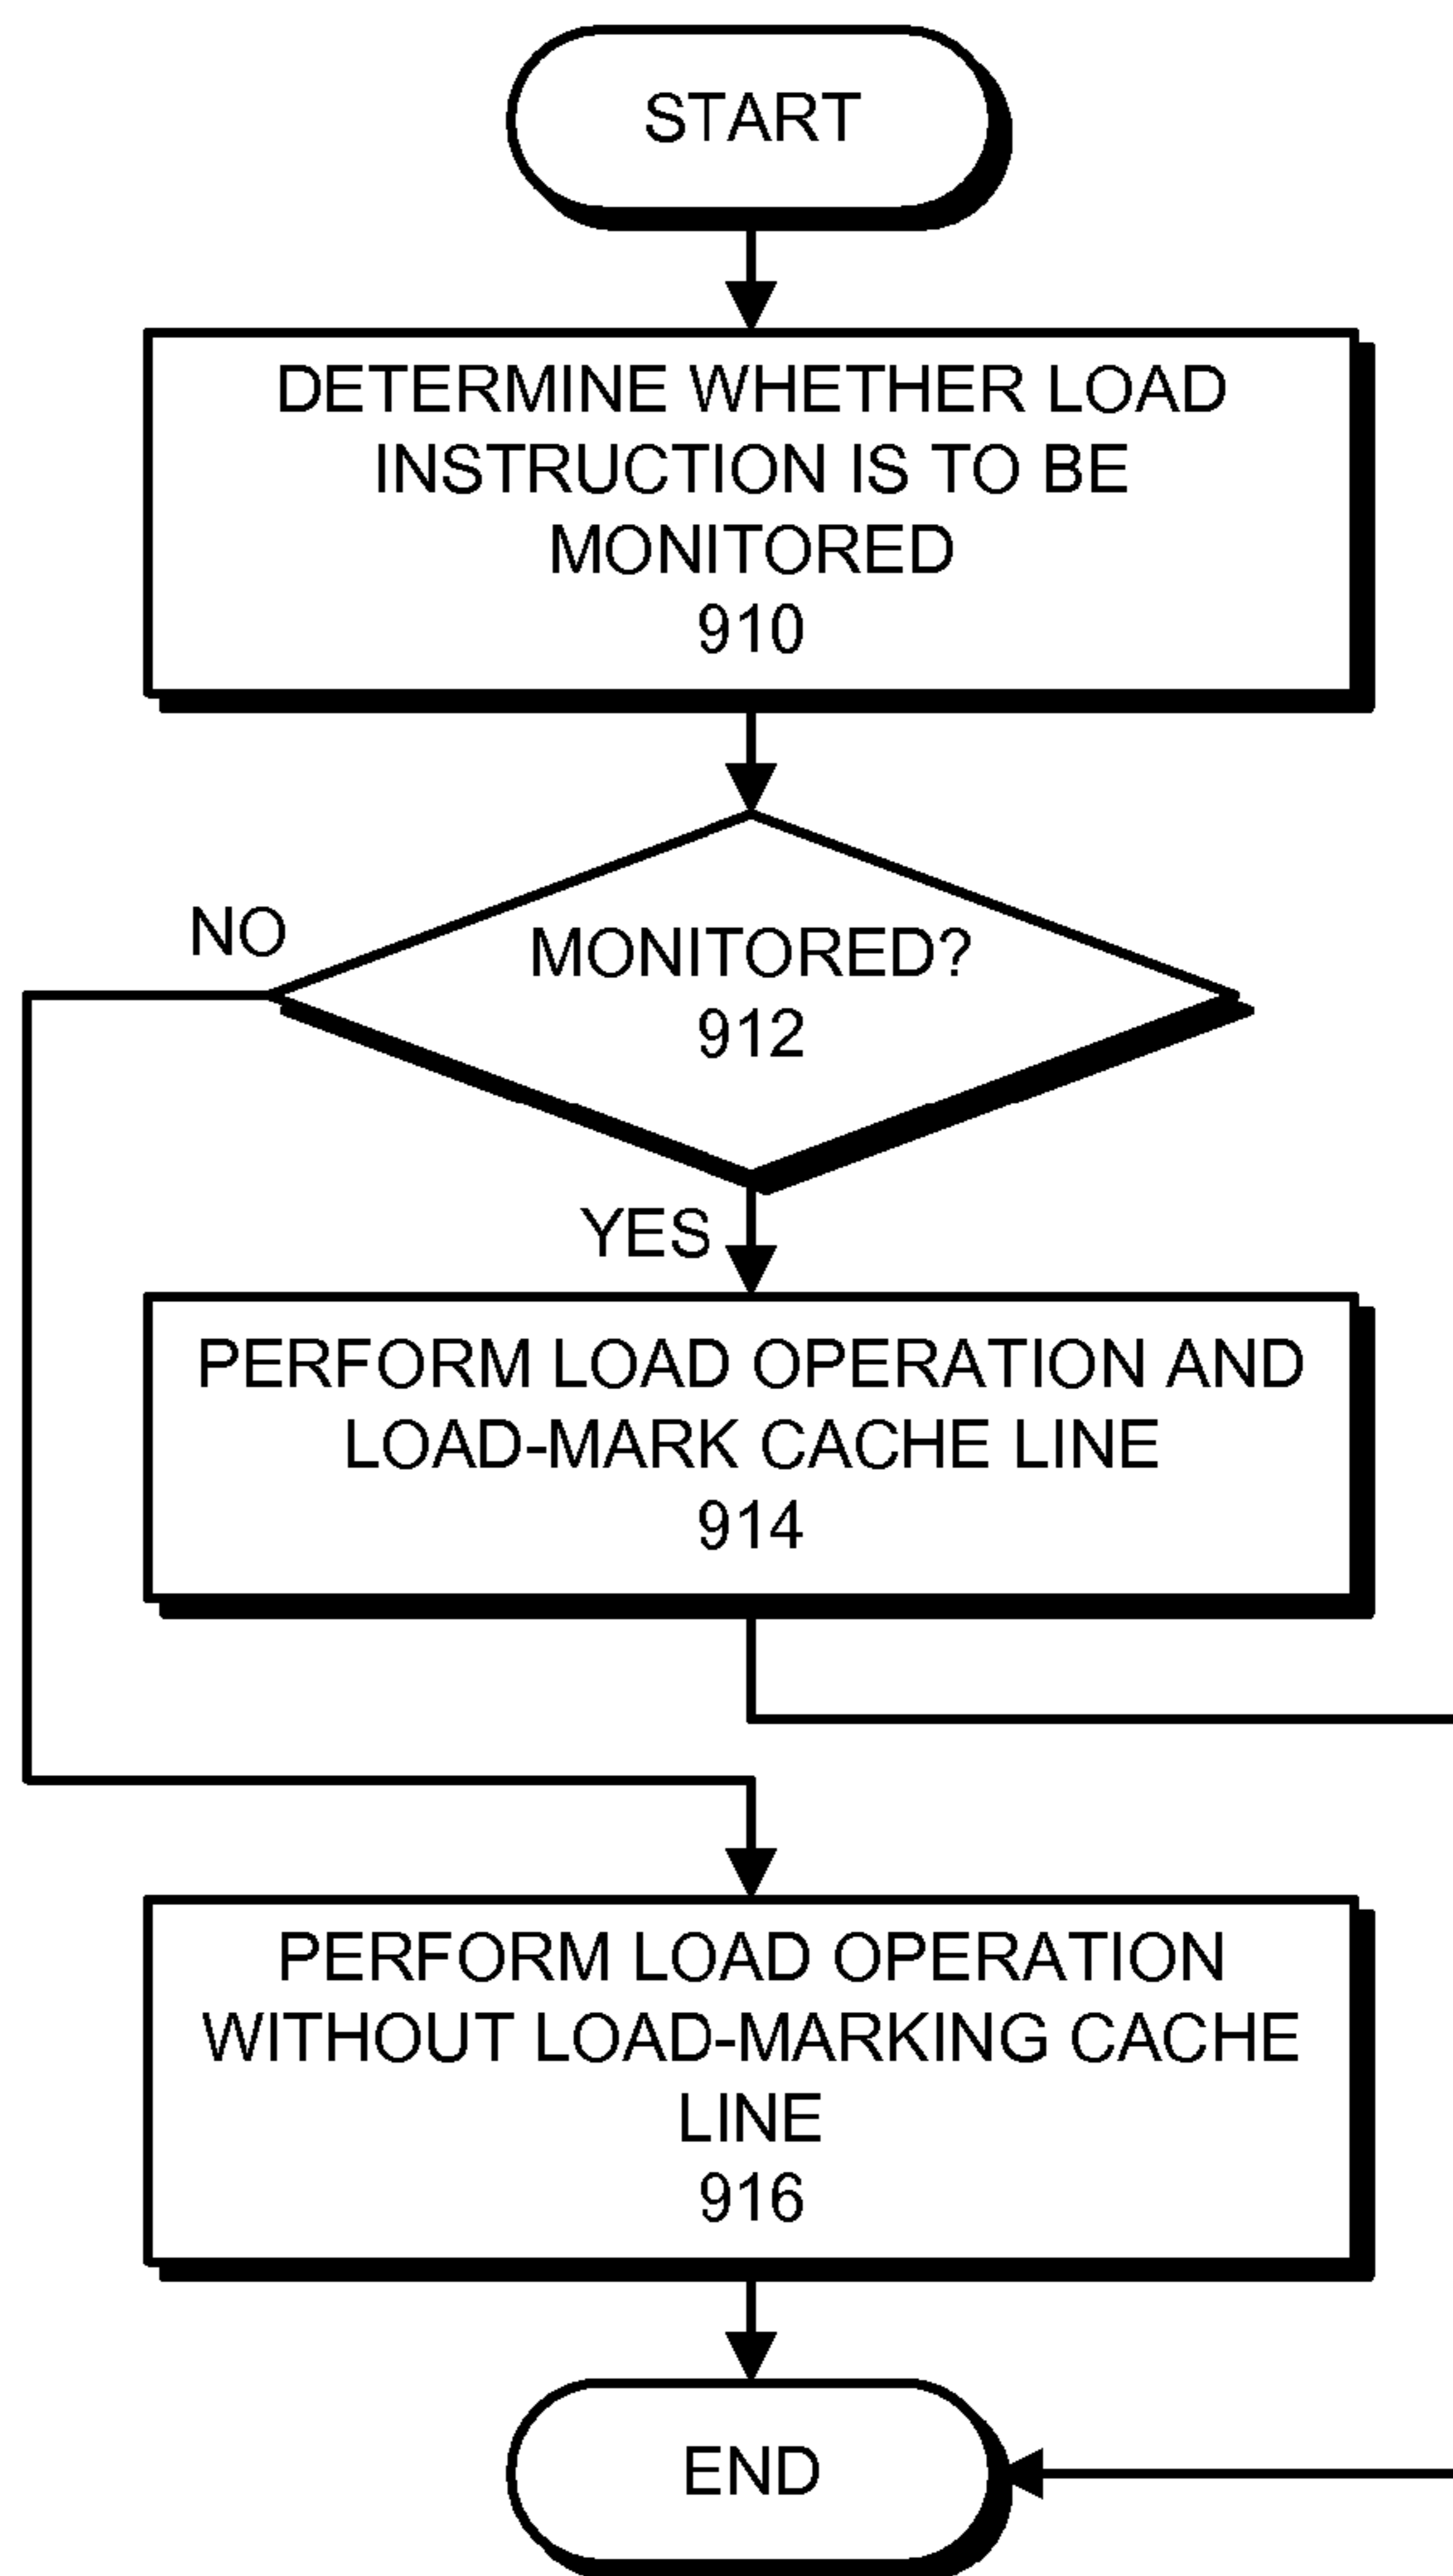 START
DETERMINE WHETHER LOAD
INSTRUCTION IS TO BE
MONITORED
910
NO
MONITORED?
912
YES
PERFORM LOAD OPERATION AND
LOAD-MARK CACHE LINE
914
PERFORM LOAD OPERATION
WITHOUT LOAD-MARKING CACHE
LINE
916
END